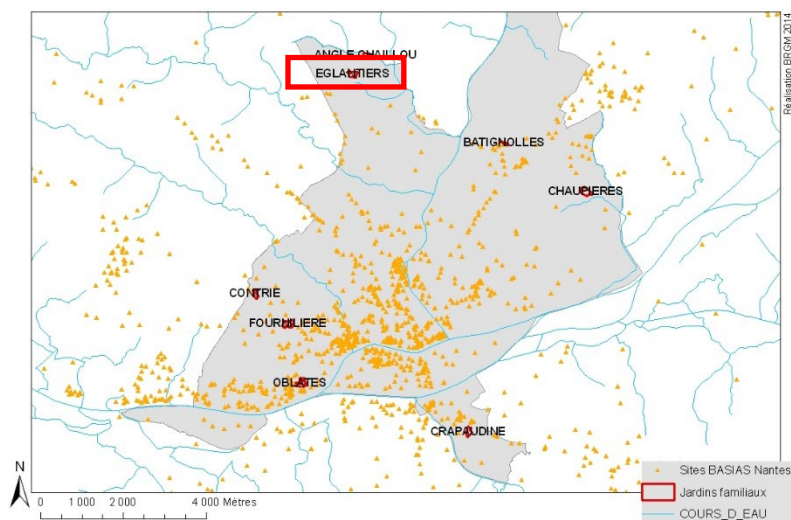 Réalisation BRGM 2014
ANGLE CHAILLOU
EGLANTIERS
BATIGNOLLES
CHAUPIERES
CONTRIE
FOURNILIERE
OBLATES
CRAPAUDINE
N
0 1 000 2 000 4 000 Mètres
Sites BASIAS Nantes
Jardins familiaux
COURS_D_EAU